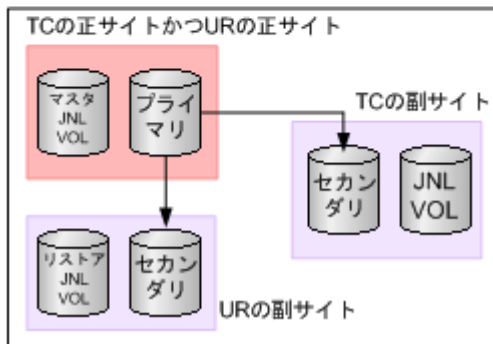 TCの正サイトかつURの正サイト
マスタ
JNL
VOL
プライ
マリ
TCの副サイト
セカン
ダリ
JNL
VOL
リストア
JNL
VOL
セカン
ダリ
URの副サイト